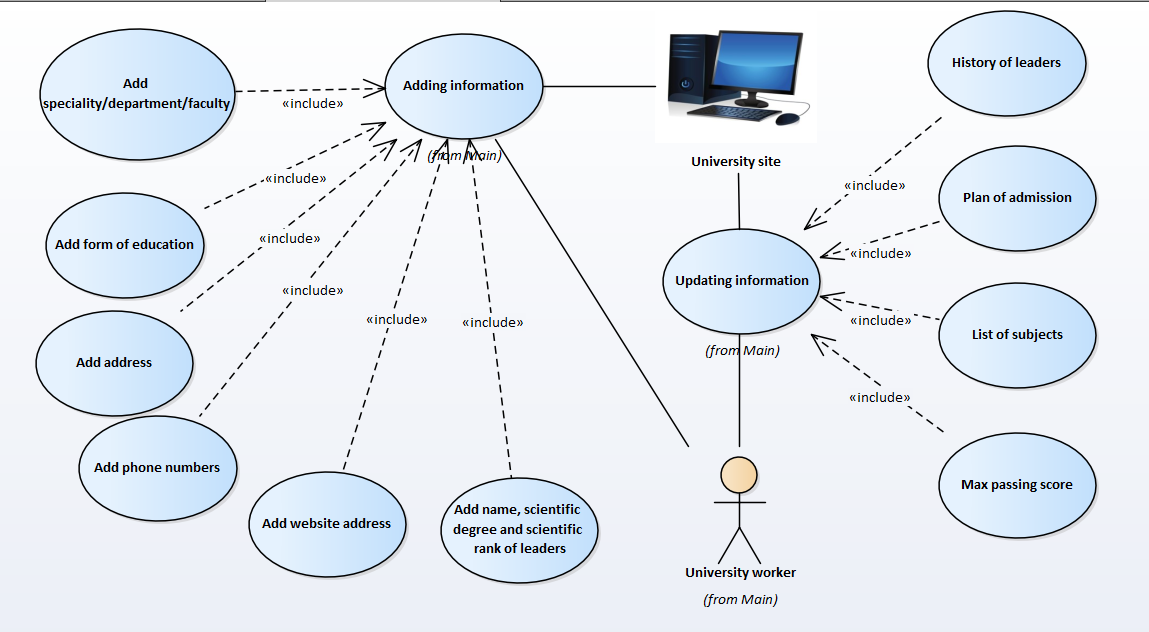 Add
speciality/department/faculty
«include»
Adding information
(from Main)
University site
History of leaders
«include»
«include»
Plan of admission
Add form of education
«include»
«include»
Updating information
(from Main)
«include»
List of subjects
Add address
«include»
«include»
«include»
Add phone numbers
Max passing score
Add website address
Add name, scientific
degree and scientific
rank of leaders
University worker
(from Main)